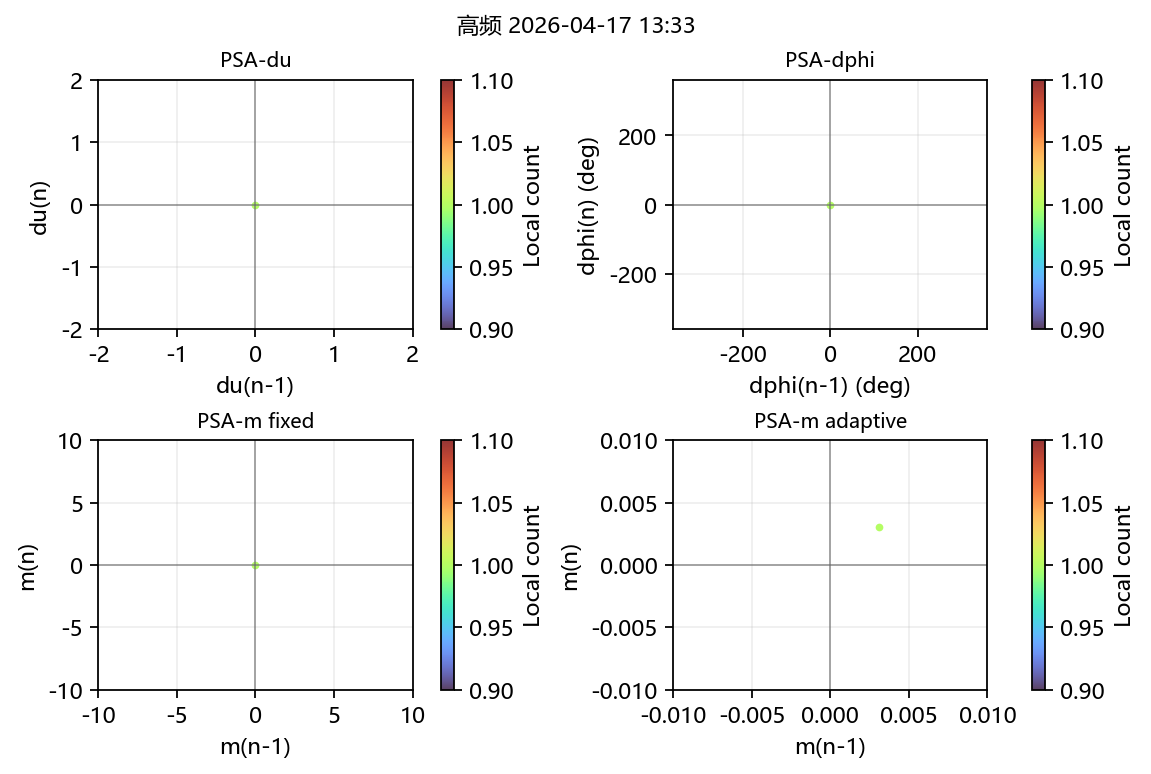 高频 2026-04-17 13:33
PSA-du
2
1
0
-1
-2
-2 -1 0 1 2
du(n)
du(n-1)
1.10
1.05
1.00
0.95
0.90
Local count
PSA-dphi
200
0
-200
-200 0 200
dphi(n) (deg)
dphi(n-1) (deg)
1.10
1.05
1.00
0.95
0.90
Local count
PSA-m fixed
10
5
0
-5
-10
-10 -5 0 5 10
m(n)
m(n-1)
1.10
1.05
1.00
0.95
0.90
Local count
PSA-m adaptive
0.010
0.005
0.000
-0.005
-0.010
-0.010 -0.005 0.000 0.005 0.010
m(n)
m(n-1)
1.10
1.05
1.00
0.95
0.90
Local count